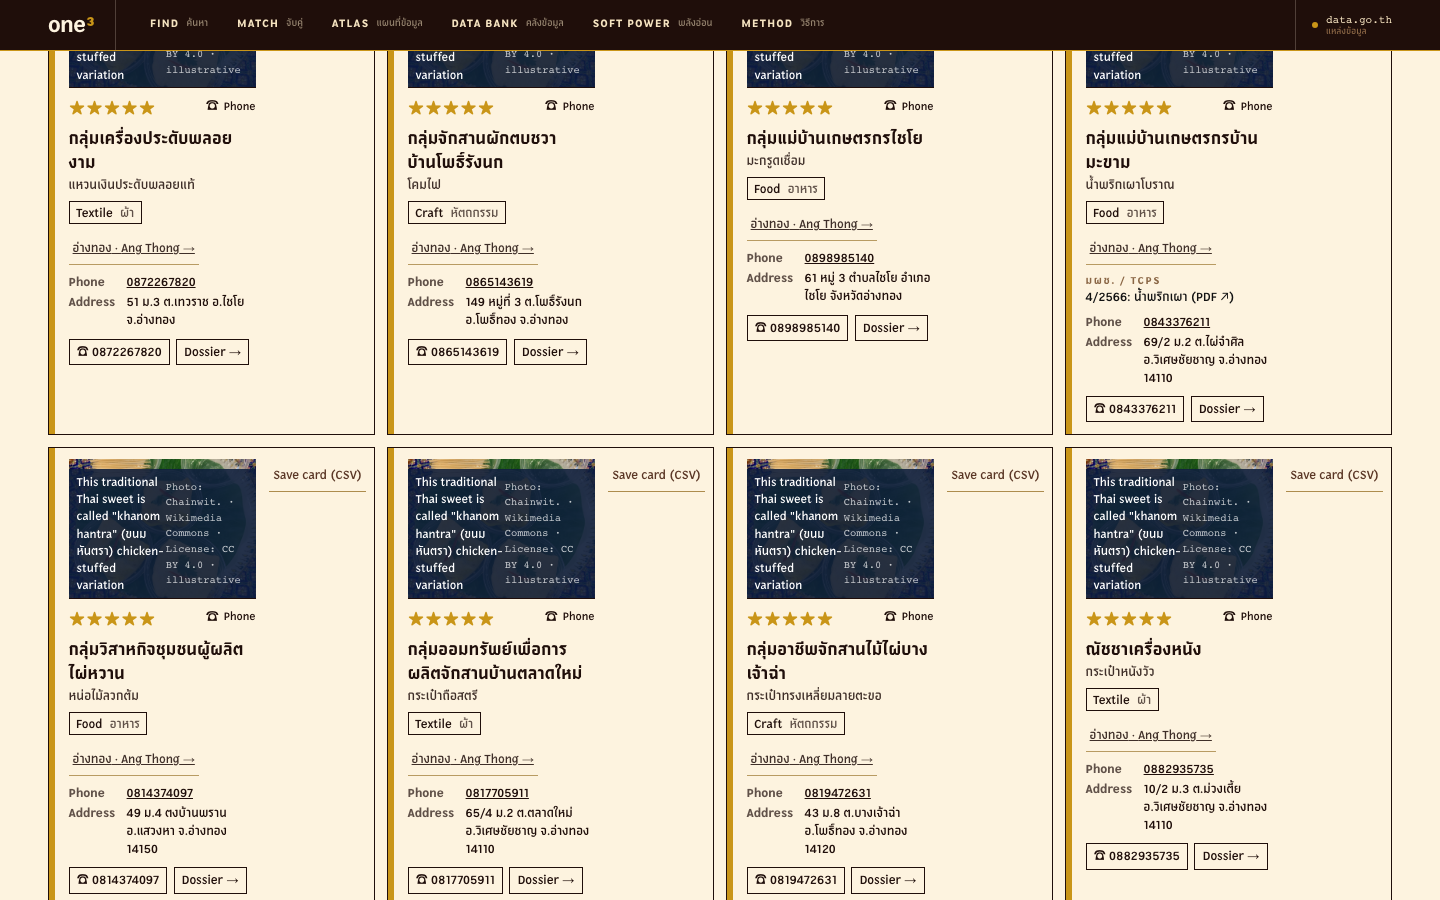 one³
FIND ค้นหา
MATCH จับคู่
ATLAS แผนที่ข้อมูล
DATA BANK คลังข้อมูล
SOFT POWER พลังอ่อน
METHOD วิธีการ
data.go.th
แหล่งข้อมูล
stuffed
variation
BY 4.0 ·
illustrative
★★★★★
☎ Phone
กลุ่มเครื่องประดับพลอย
งาม
แหวนเงินประดับพลอยแท้
Textile ผ้า
อ่างทอง · Ang Thong →
Phone 0872267820
Address 51 ม.3 ต.เทวราช อ.ไชโย
จ.อ่างทอง
☎ 0872267820
Dossier →
stuffed
variation
BY 4.0 ·
illustrative
★★★★★
☎ Phone
กลุ่มจักสานผักตบชวา
บ้านโพธิ์รังนก
โคมไฟ
Craft หัตถกรรม
อ่างทอง · Ang Thong →
Phone 0865143619
Address 149 หมู่ที่ 3 ต.โพธิ์รังนก
อ.โพธิ์ทอง จ.อ่างทอง
☎ 0865143619
Dossier →
stuffed
variation
BY 4.0 ·
illustrative
★★★★★
☎ Phone
กลุ่มแม่บ้านเกษตรกรไชโย
มะกรูดเชื่อม
Food อาหาร
อ่างทอง · Ang Thong →
Phone 0898985140
Address 61 หมู่ 3 ตำบลไชโย อำเภอ
ไชโย จังหวัดอ่างทอง
☎ 0898985140
Dossier →
stuffed
variation
BY 4.0 ·
illustrative
★★★★★
☎ Phone
กลุ่มแม่บ้านเกษตรกรบ้าน
มะขาม
น้ำพริกเผาโบราณ
Food อาหาร
อ่างทอง · Ang Thong →
มผช. / TCPS
4/2566: น้ำพริกเผา (PDF ↗)
Phone 0843376211
Address 69/2 ม.2 ต.ไผ่จำศิล
อ.วิเศษชัยชาญ จ.อ่างทอง
14110
☎ 0843376211
Dossier →
This traditional
Thai sweet is
called "khanom
hantra" (ขนม
หันตรา) chicken-
stuffed
variation
Photo:
Chainwit. ·
Wikimedia
Commons ·
License: CC
BY 4.0 ·
illustrative
Save card (CSV)
★★★★★
☎ Phone
กลุ่มวิสาหกิจชุมชนผู้ผลิต
ไผ่หวาน
หน่อไม้ลวกต้ม
Food อาหาร
อ่างทอง · Ang Thong →
Phone 0814374097
Address 49 ม.4 ตงบ้านพราน
อ.แสวงหา จ.อ่างทอง
14150
☎ 0814374097
Dossier →
This traditional
Thai sweet is
called "khanom
hantra" (ขนม
หันตรา) chicken-
stuffed
variation
Photo:
Chainwit. ·
Wikimedia
Commons ·
License: CC
BY 4.0 ·
illustrative
Save card (CSV)
★★★★★
☎ Phone
กลุ่มออมทรัพย์เพื่อการ
ผลิตจักสานบ้านตลาดใหม่
กระเป๋าถือสตรี
Textile ผ้า
อ่างทอง · Ang Thong →
Phone 0817705911
Address 65/4 ม.2 ต.ตลาดใหม่
อ.วิเศษชัยชาญ จ.อ่างทอง
14110
☎ 0817705911
Dossier →
This traditional
Thai sweet is
called "khanom
hantra" (ขนม
หันตรา) chicken-
stuffed
variation
Photo:
Chainwit. ·
Wikimedia
Commons ·
License: CC
BY 4.0 ·
illustrative
Save card (CSV)
★★★★★
☎ Phone
กลุ่มอาชีพจักสานไม้ไผ่บาง
เจ้าฉ่า
กระเป๋าทรงเหลี่ยมลายตะขอ
Craft หัตถกรรม
อ่างทอง · Ang Thong →
Phone 0819472631
Address 43 ม.8 ต.บางเจ้าฉ่า
อ.โพธิ์ทอง จ.อ่างทอง
14120
☎ 0819472631
Dossier →
This traditional
Thai sweet is
called "khanom
hantra" (ขนม
หันตรา) chicken-
stuffed
variation
Photo:
Chainwit. ·
Wikimedia
Commons ·
License: CC
BY 4.0 ·
illustrative
Save card (CSV)
★★★★★
☎ Phone
ณัชชาเครื่องหนัง
กระเป๋าหนังวัว
Textile ผ้า
อ่างทอง · Ang Thong →
Phone 0882935735
Address 10/2 ม.3 ต.ม่วงเตี้ย
อ.วิเศษชัยชาญ จ.อ่างทอง
14110
☎ 0882935735
Dossier →